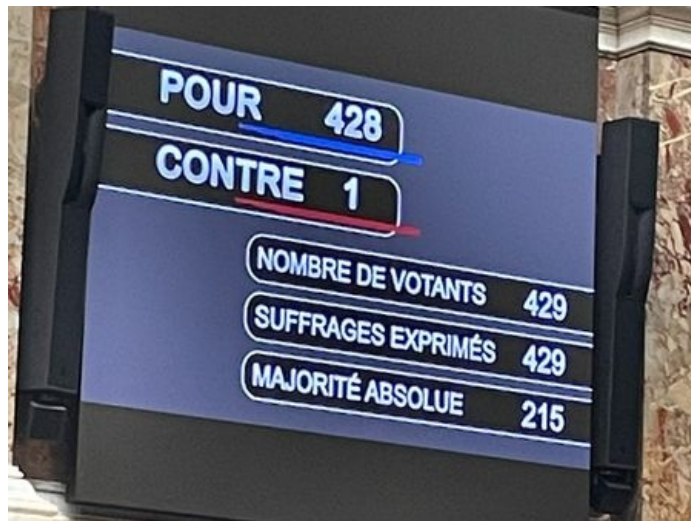 POUR 428
CONTRE 1
NOMBRE DE VOTANTS 429
SUFFRAGES EXPRIMÉS 429
MAJORITÉ ABSOLUE 215